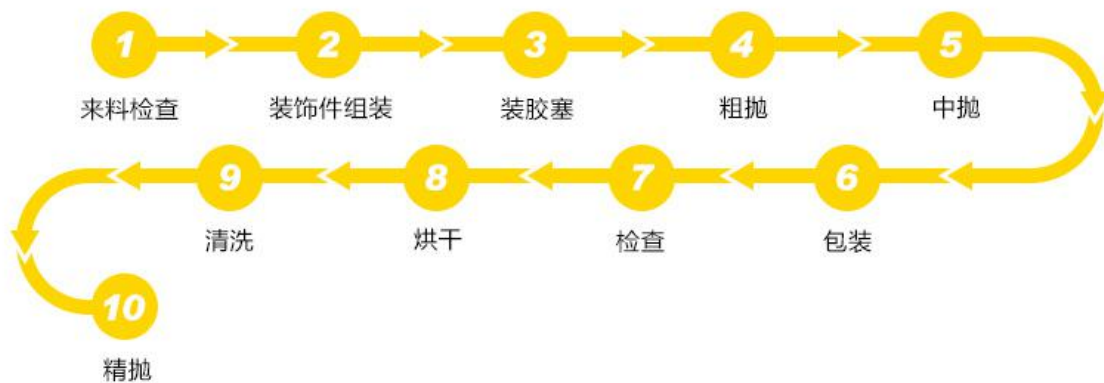 1 2 3 4 5
来料检查 装饰件组装 装胶塞 粗抛 中抛
9 8 7 6
清洗 烘干 检查 包装
10
精抛